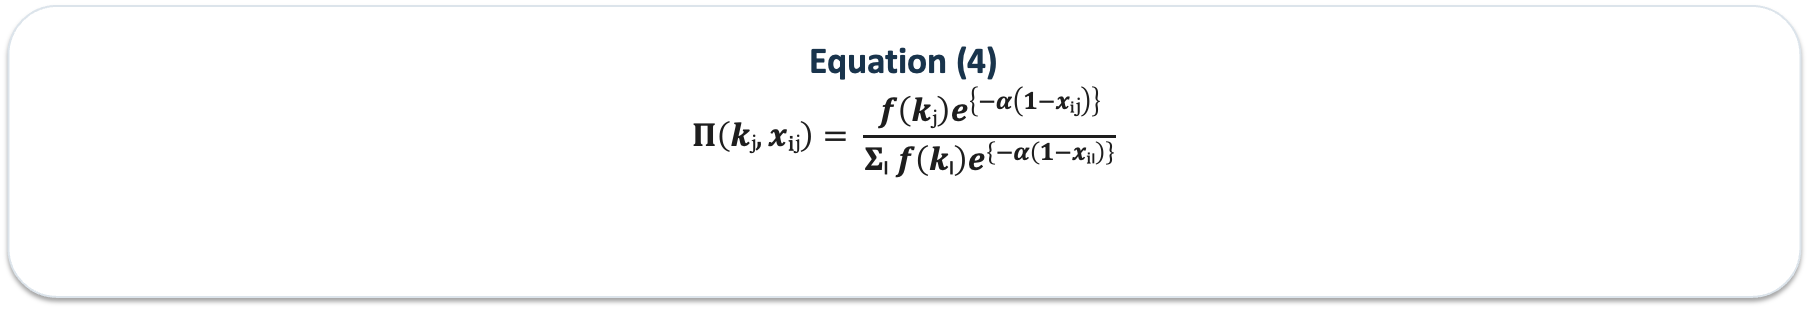 Equation (4)
Π(kⱼ, xᵢⱼ) = f(kⱼ)e^{−α(1−xᵢⱼ)} / Σₗ f(kₗ)e^{−α(1−xᵢₗ)}